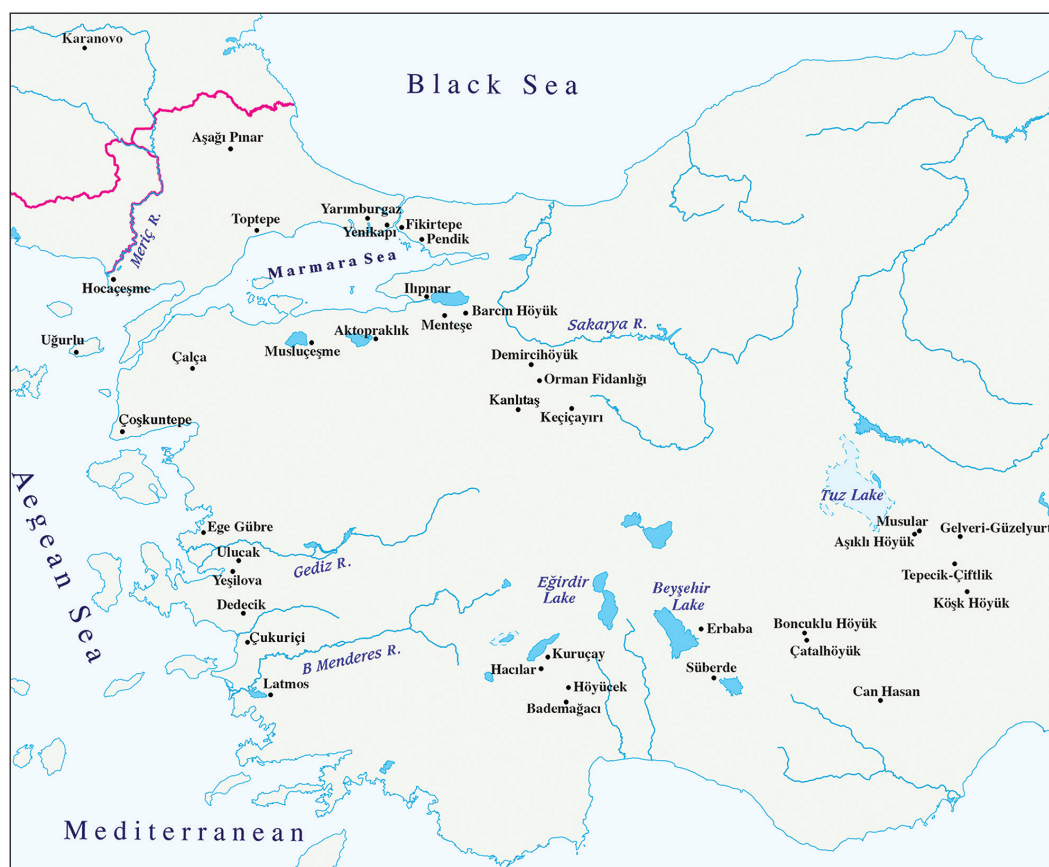 Karanovo
Black Sea
Aşağı Pınar
Yarımburgaz
Toptepe
Fikirtepe
Yenikapı
Pendik
Meriç R.
Marmara Sea
Hocaçeşme
Ilıpınar
Barcın Höyük
Menteşe
Sakarya R.
Aktopraklık
Uğurlu
Musluçeşme
Çalça
Demircihöyük
Orman Fidanlığı
Kanlıtaş
Keçiçayırı
Çoşkuntepe
Aegean Sea
Tuz Lake
Musular
Gelveri-Güzelyurt
Aşıklı Höyük
Ege Gübre
Ulucak
Gediz R.
Yeşilova
Tepecik-Çiftlik
Eğirdir
Lake
Beyşehir
Lake
Köşk Höyük
Dedecik
Erbaba
Boncuklu Höyük
Çatalhöyük
Çukuriçi
B Menderes R.
Kuruçay
Hacılar
Süberde
Latmos
Höyücek
Bademağacı
Can Hasan
Mediterranean